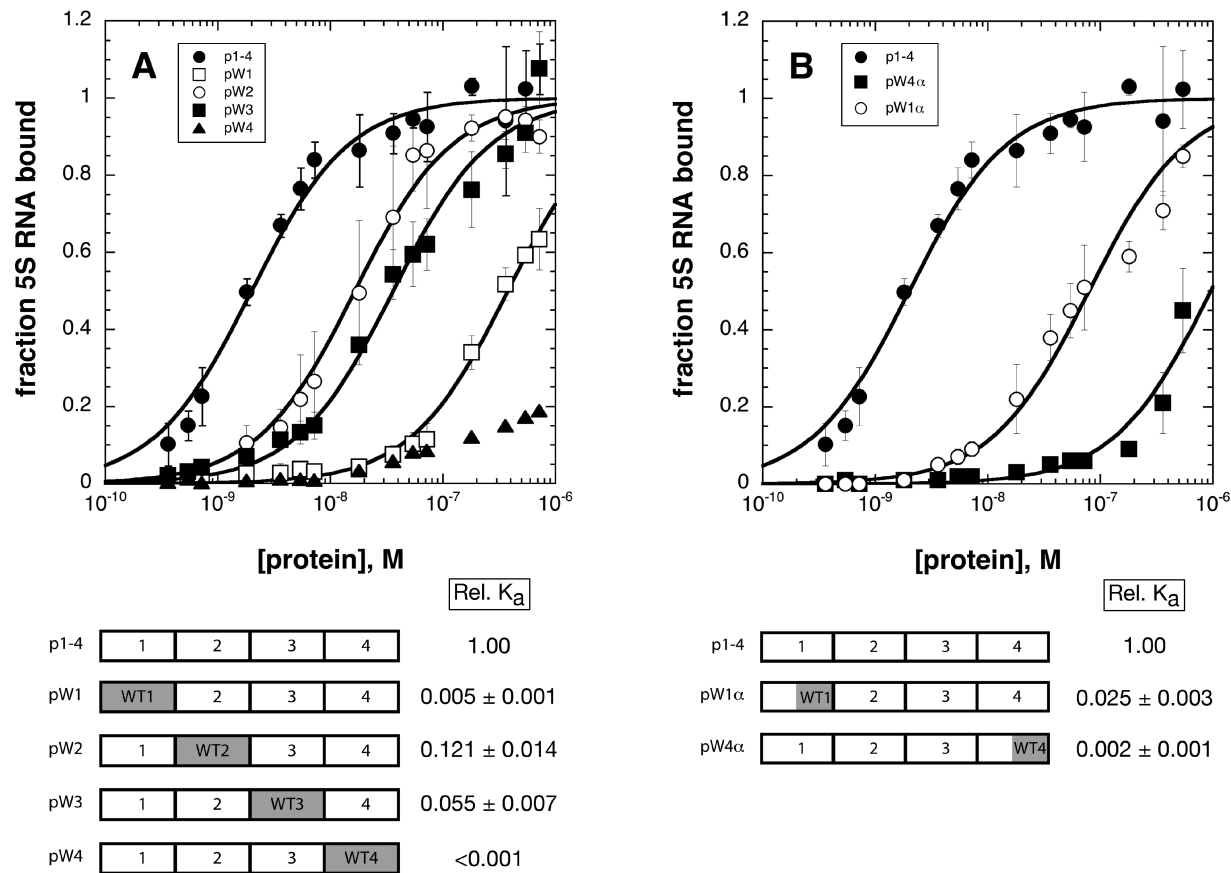 A
p1-4
pW1
pW2
pW3
pW4
fraction 5S RNA bound
1.2
1
0.8
0.6
0.4
0.2
0
10-10
10-9
10-8
10-7
10-6
[protein], M
B
p1-4
pW4α
pW1α
fraction 5S RNA bound
1.2
1
0.8
0.6
0.4
0.2
0
10-10
10-9
10-8
10-7
10-6
[protein], M
Rel. Ka
p1-4 1 2 3 4 1.00
pW1 WT1 2 3 4 0.005 ± 0.001
pW2 1 WT2 3 4 0.121 ± 0.014
pW3 1 2 WT3 4 0.055 ± 0.007
pW4 1 2 3 WT4 <0.001
Rel. Ka
p1-4 1 2 3 4 1.00
pW1α WT1 2 3 4 0.025 ± 0.003
pW4α 1 2 3 WT4 0.002 ± 0.001